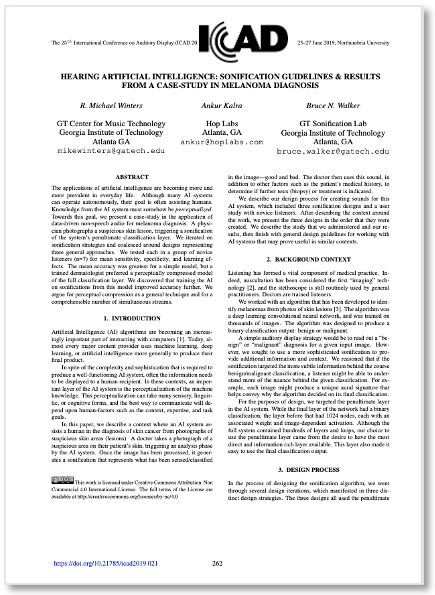 The 25th International Conference on Auditory Display (ICAD 20
ICAD
23–27 June 2019, Northumbria University
HEARING ARTIFICIAL INTELLIGENCE: SONIFICATION GUIDELINES & RESULTS
FROM A CASE-STUDY IN MELANOMA DIAGNOSIS
R. Michael Winters
GT Center for Music Technology
Georgia Institute of Technology
Atlanta GA
mikewinters@gatech.edu
Ankur Kalra
Hop Labs
Atlanta, GA
ankur@hoplabs.com
Bruce N. Walker
GT Sonification Lab
Georgia Institute of Technology
Atlanta, GA
bruce.walker@gatech.edu
ABSTRACT
The applications of artificial intelligence are becoming more and
more prevalent in everyday life. Although many AI systems
can operate autonomously, their goal is often assisting humans.
Knowledge from the AI system must somehow be perceptualized.
Towards this goal, we present a case-study in the application of
data-driven non-speech audio for melanoma diagnosis. A physi-
cian photographs a suspicious skin lesion, triggering a sonification
of the system's penultimate classification layer. We iterated on
sonification strategies and coalesced around designs representing
three general approaches. We tested each in a group of novice
listeners (n=7) for mean sensitivity, specificity, and learning ef-
fects. The mean accuracy was greatest for a simple model, but a
trained dermatologist preferred a perceptually compressed model
of the full classification layer. We discovered that training the AI
on sonifications from this model improved accuracy further. We
argue for perceptual compression as a general technique and for a
comprehensible number of simultaneous streams.
1. INTRODUCTION
Artificial Intelligence (AI) algorithms are becoming an increas-
ingly important part of interacting with computers [1]. Today, al-
most every major content provider uses machine learning, deep
learning, or artificial intelligence more generally to produce their
final product.
In spite of the complexity and sophistication that is required to
produce a well-functioning AI system, often the information needs
to be displayed to a human recipient. In these contexts, an impor-
tant layer of the AI system is the perceptualization of the machine
knowledge. This perceptualization can take many sensory, linguis-
tic, or cognitive forms, and the best way to communicate will de-
pend upon human-factors such as the context, expertise, and task
goals.
In this paper, we describe a context where an AI system as-
sists a human in the diagnosis of skin cancer from photographs of
suspicious skin areas (lesions). A doctor takes a photograph of a
suspicious area on their patient's skin, triggering an analysis phase
by the AI system. Once the image has been processed, it gener-
ates a sonification that represents what has been sensed/classified
This work is licensed under Creative Commons Attribution Non
Commercial 4.0 International License. The full terms of the License are
available at http://creativecommons.org/licenses/by-nc/4.0
in the image—good and bad. The doctor then uses this sound, in
addition to other factors such as the patient's medical history, to
determine if further tests (biopsy) or treatment is indicated.
We describe our design process for creating sounds for this
AI system, which included three sonification designs and a user
study with novice listeners. After describing the context around
the work, we present the three designs in the order that they were
created. We describe the study that we administered and our re-
sults, then finish with general design guidelines for working with
AI systems that may prove useful in similar contexts.
2. BACKGROUND CONTEXT
Listening has formed a vital component of medical practice. In-
deed, auscultation has been considered the first "imaging" tech-
nology [2], and the stethoscope is still routinely used by general
practitioners. Doctors are trained listeners.
We worked with an algorithm that has been developed to iden-
tify melanomas from photos of skin lesions [3]. The algorithm was
a deep learning convolutional neural network, and was trained on
thousands of images. The algorithm was designed to produce a
binary classification output: benign or malignant.
A simple auditory display strategy would be to read out a "be-
nign" or "malignant" diagnosis for a given input image. How-
ever, we sought to use a more sophisticated sonification to pro-
vide additional information and context. We reasoned that if the
sonification targeted the more subtle information behind the course
benign/malignant classification, a listener might be able to under-
stand more of the nuance behind the given classification. For ex-
ample, each image might produce a unique aural signature that
helps convey why the algorithm decided on its final classification.
For the purposes of design, we targeted the penultimate layer
in the AI system. While the final layer of the network had a binary
classification, the layer before that had 1024 nodes, each with an
associated weight and image-dependent activation. Although the
full system contained hundreds of layers and loops, our choice to
use the penultimate layer came from the desire to have the most
direct and information rich layer available. This layer also made it
easy to use the final classification output.
3. DESIGN PROCESS
In the process of designing the sonification algorithm, we went
through several design iterations, which manifested in three dis-
tinct design strategies. The three designs all used the penultimate
https://doi.org/10.21785/icad2019.021
262